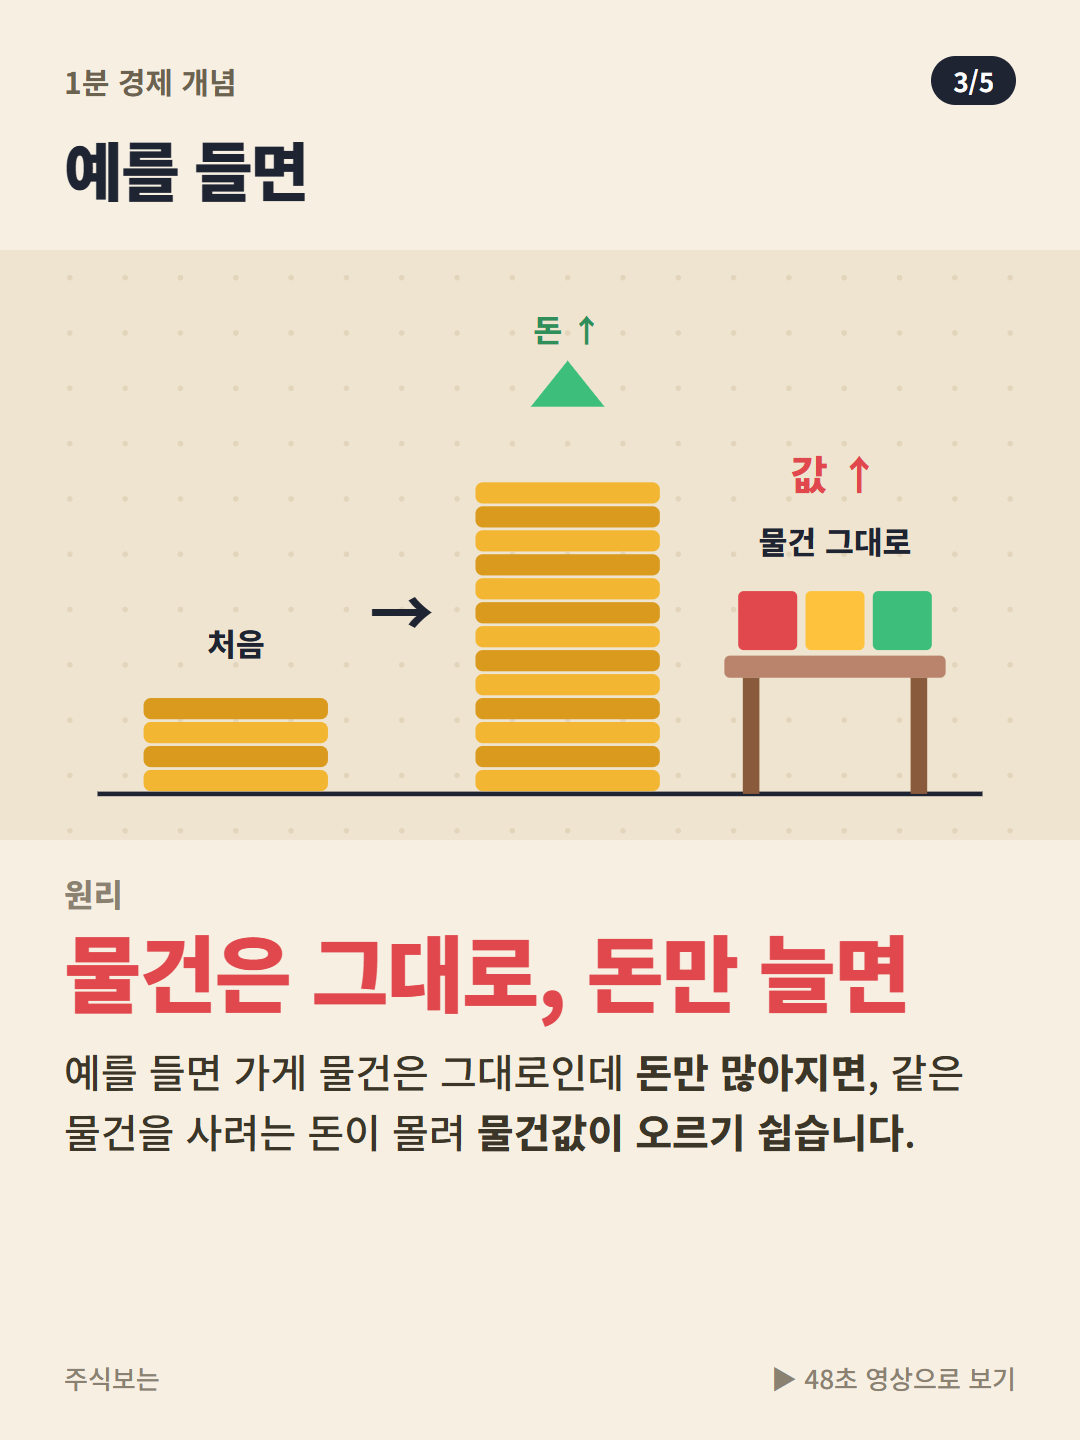 1분 경제 개념
3/5
예를 들면
돈 ↑
값 ↑
물건 그대로
처음
→
원리
물건은 그대로, 돈만 늘면
예를 들면 가게 물건은 그대로인데 돈만 많아지면, 같은
물건을 사려는 돈이 몰려 물건값이 오르기 쉽습니다.
주식보는
▶ 48초 영상으로 보기